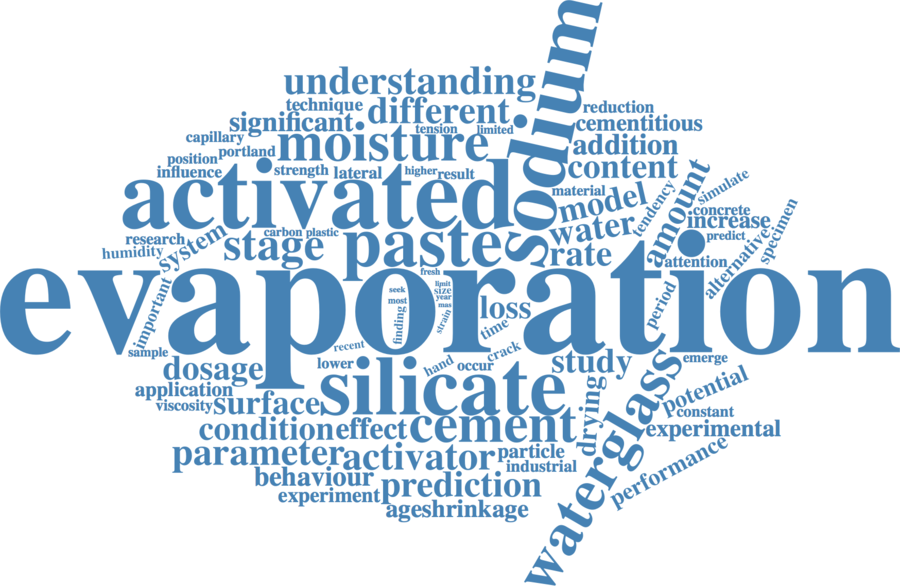 sodium
understanding
technique
different
reduction
significant
tension
limited
cementitious
capillary
moisture
addition
position
portland
content
influence
strength
lateral
higher
result
activated
material
model
tendency
amount
simulate
concrete
increase
specimen
water
research
system
carbon
plastic
stage
paste
rate
predict
alternative
humidity
attention
evaporation
fresh
limit
seek
size
year
most
mas
finding
strain
loss
time
period
important
recent
sample
lower
hand
occur
crack
study
emerge
dosage
silicate
application
viscosity
surface
drying
waterglass
potential
constant
condition
effect
cement
experimental
parameter
activator
particle
industrial
performance
behaviour
prediction
experiment
age
shrinkage